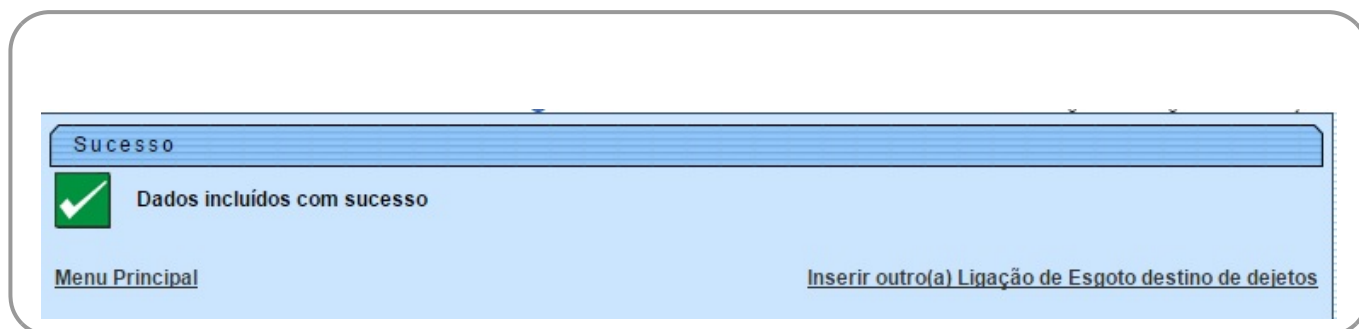 Sucesso
Dados incluídos com sucesso
Menu Principal
Inserir outro(a) Ligação de Esgoto destino de dejetos